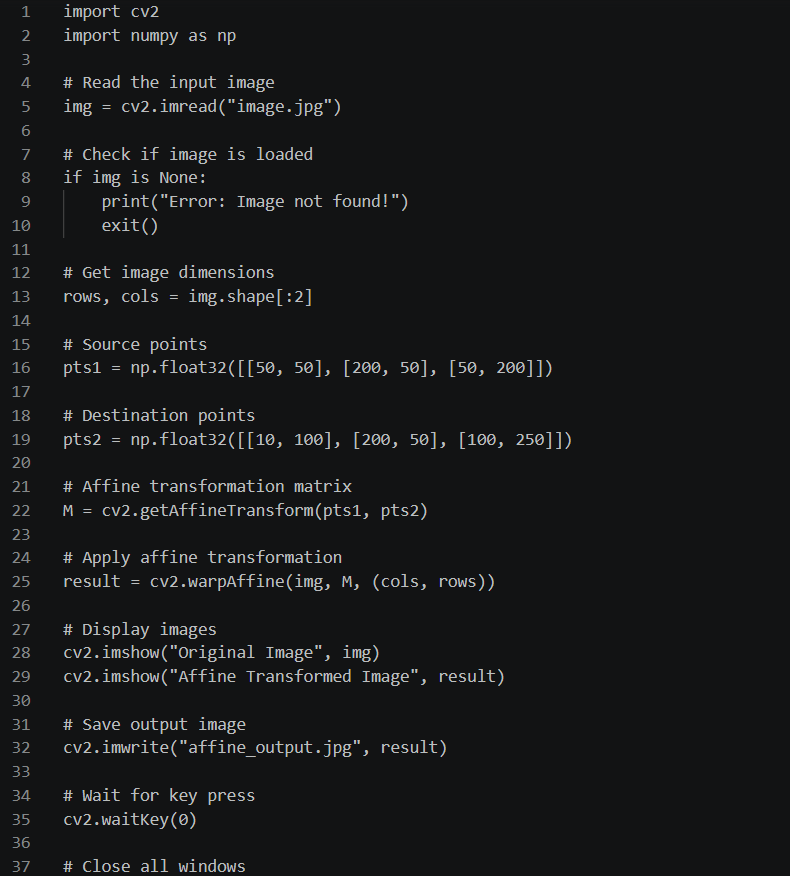 1 import cv2
2 import numpy as np
3
4 # Read the input image
5 img = cv2.imread("image.jpg")
6
7 # Check if image is loaded
8 if img is None:
9     print("Error: Image not found!")
10     exit()
11
12 # Get image dimensions
13 rows, cols = img.shape[:2]
14
15 # Source points
16 pts1 = np.float32([[50, 50], [200, 50], [50, 200]])
17
18 # Destination points
19 pts2 = np.float32([[10, 100], [200, 50], [100, 250]])
20
21 # Affine transformation matrix
22 M = cv2.getAffineTransform(pts1, pts2)
23
24 # Apply affine transformation
25 result = cv2.warpAffine(img, M, (cols, rows))
26
27 # Display images
28 cv2.imshow("Original Image", img)
29 cv2.imshow("Affine Transformed Image", result)
30
31 # Save output image
32 cv2.imwrite("affine_output.jpg", result)
33
34 # Wait for key press
35 cv2.waitKey(0)
36
37 # Close all windows